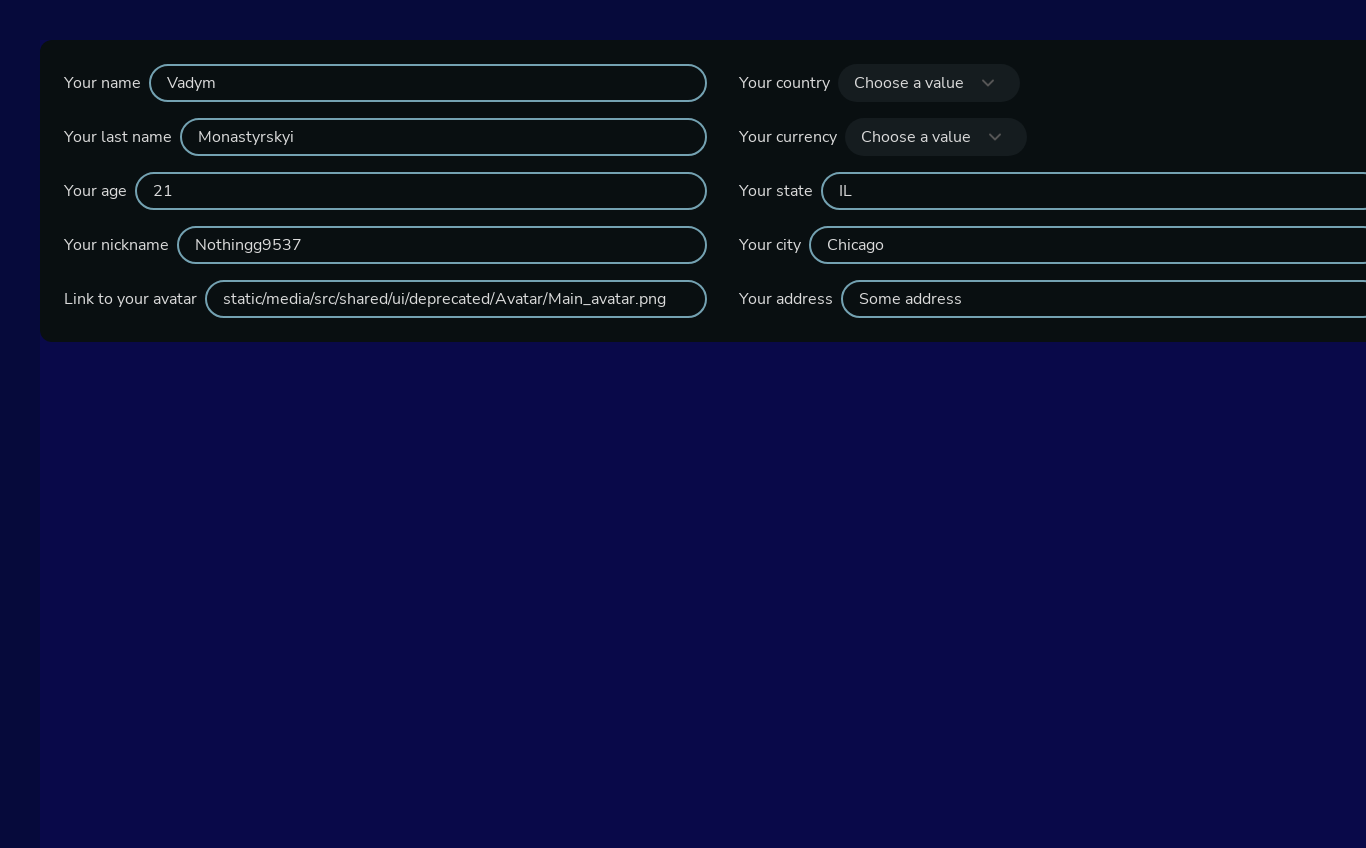 Your name Vadym
Your last name Monastyrskyi
Your age 21
Your nickname Nothingg9537
Link to your avatar static/media/src/shared/ui/deprecated/Avatar/Main_avatar.png
Your country Choose a value
Your currency Choose a value
Your state IL
Your city Chicago
Your address Some address